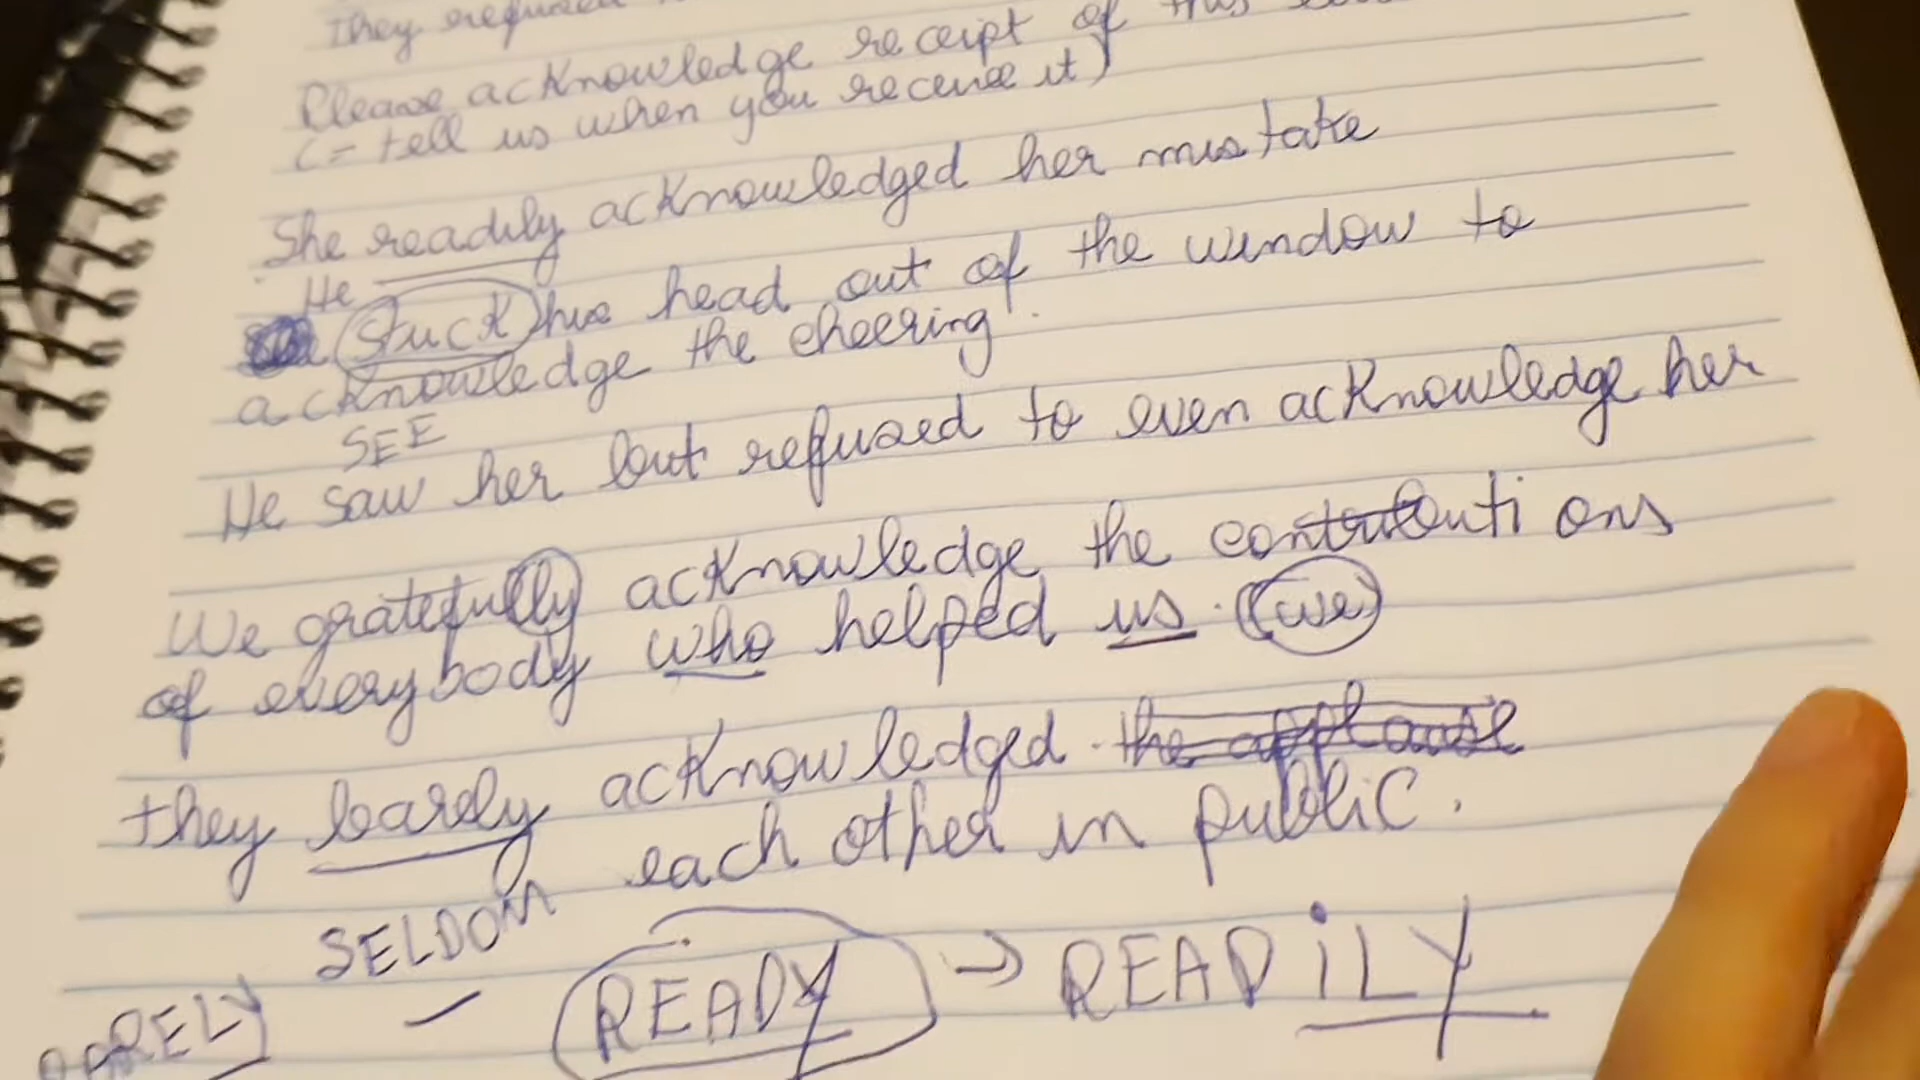 They refused
Please acknowledge receipt of this
(= tell us when you receive it)
She readily acknowledged her mistake
He
stuck his head out of the window to
acknowledge the cheering.
SEE
He saw her but refused to even acknowledge her
We gratefully acknowledge the contributions
of everybody who helped us. (we)
they barely acknowledged the applause
each other in public.
SELDOM
READY → READiLY